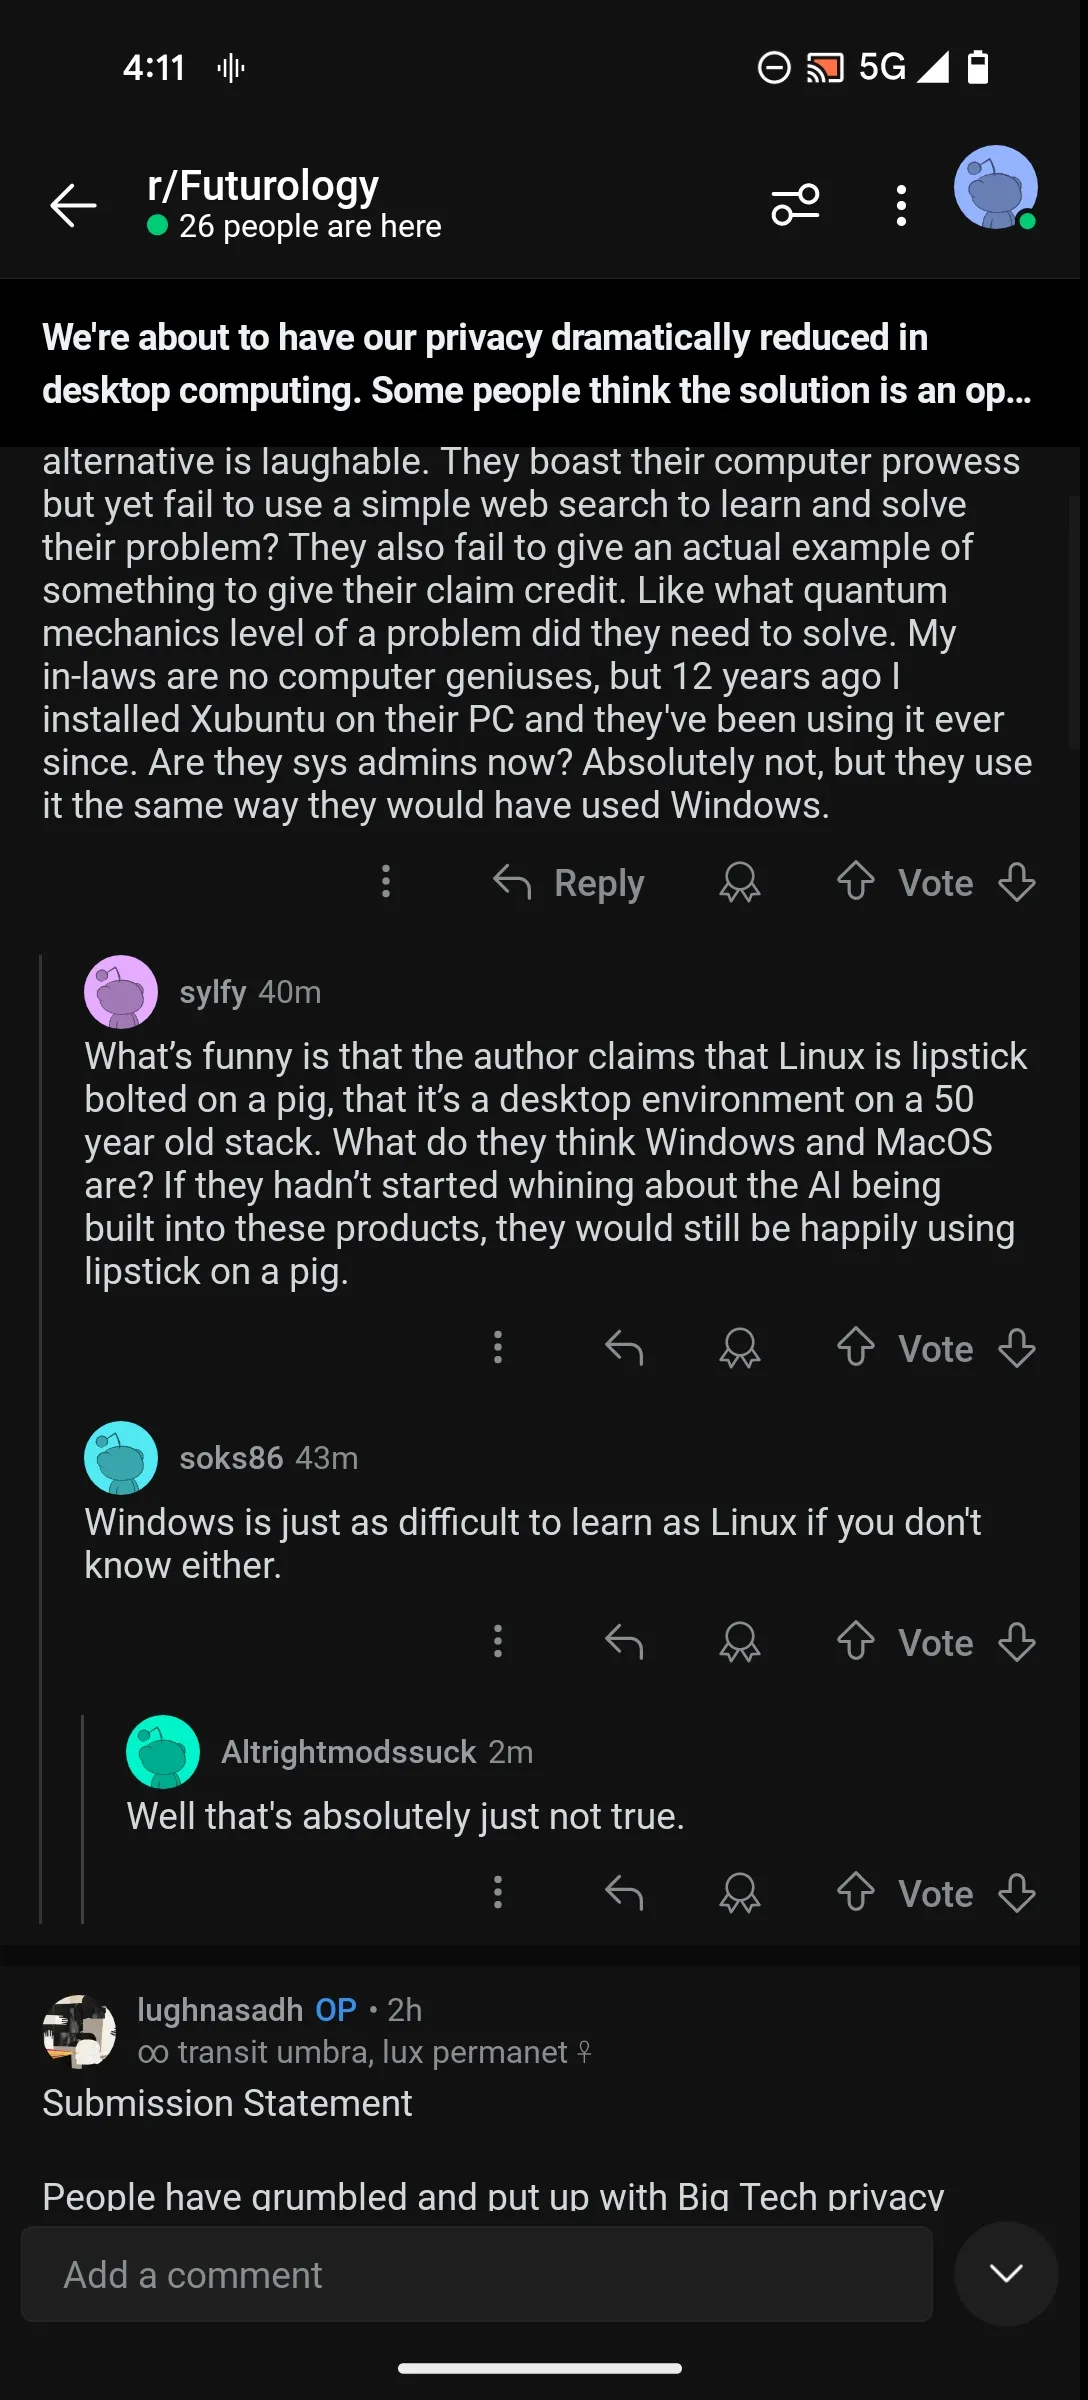 4:11
5G
r/Futurology
26 people are here
We're about to have our privacy dramatically reduced in
desktop computing. Some people think the solution is an op...
alternative is laughable. They boast their computer prowess
but yet fail to use a simple web search to learn and solve
their problem? They also fail to give an actual example of
something to give their claim credit. Like what quantum
mechanics level of a problem did they need to solve. My
in-laws are no computer geniuses, but 12 years ago I
installed Xubuntu on their PC and they've been using it ever
since. Are they sys admins now? Absolutely not, but they use
it the same way they would have used Windows.
Reply
Vote
sylfy 40m
What’s funny is that the author claims that Linux is lipstick
bolted on a pig, that it’s a desktop environment on a 50
year old stack. What do they think Windows and MacOS
are? If they hadn’t started whining about the AI being
built into these products, they would still be happily using
lipstick on a pig.
Vote
soks86 43m
Windows is just as difficult to learn as Linux if you don't
know either.
Vote
Altrightmodssuck 2m
Well that's absolutely just not true.
Vote
lughnasadh OP • 2h
∞ transit umbra, lux permanet ♀
Submission Statement
People have grumbled and put up with Big Tech privacy
Add a comment